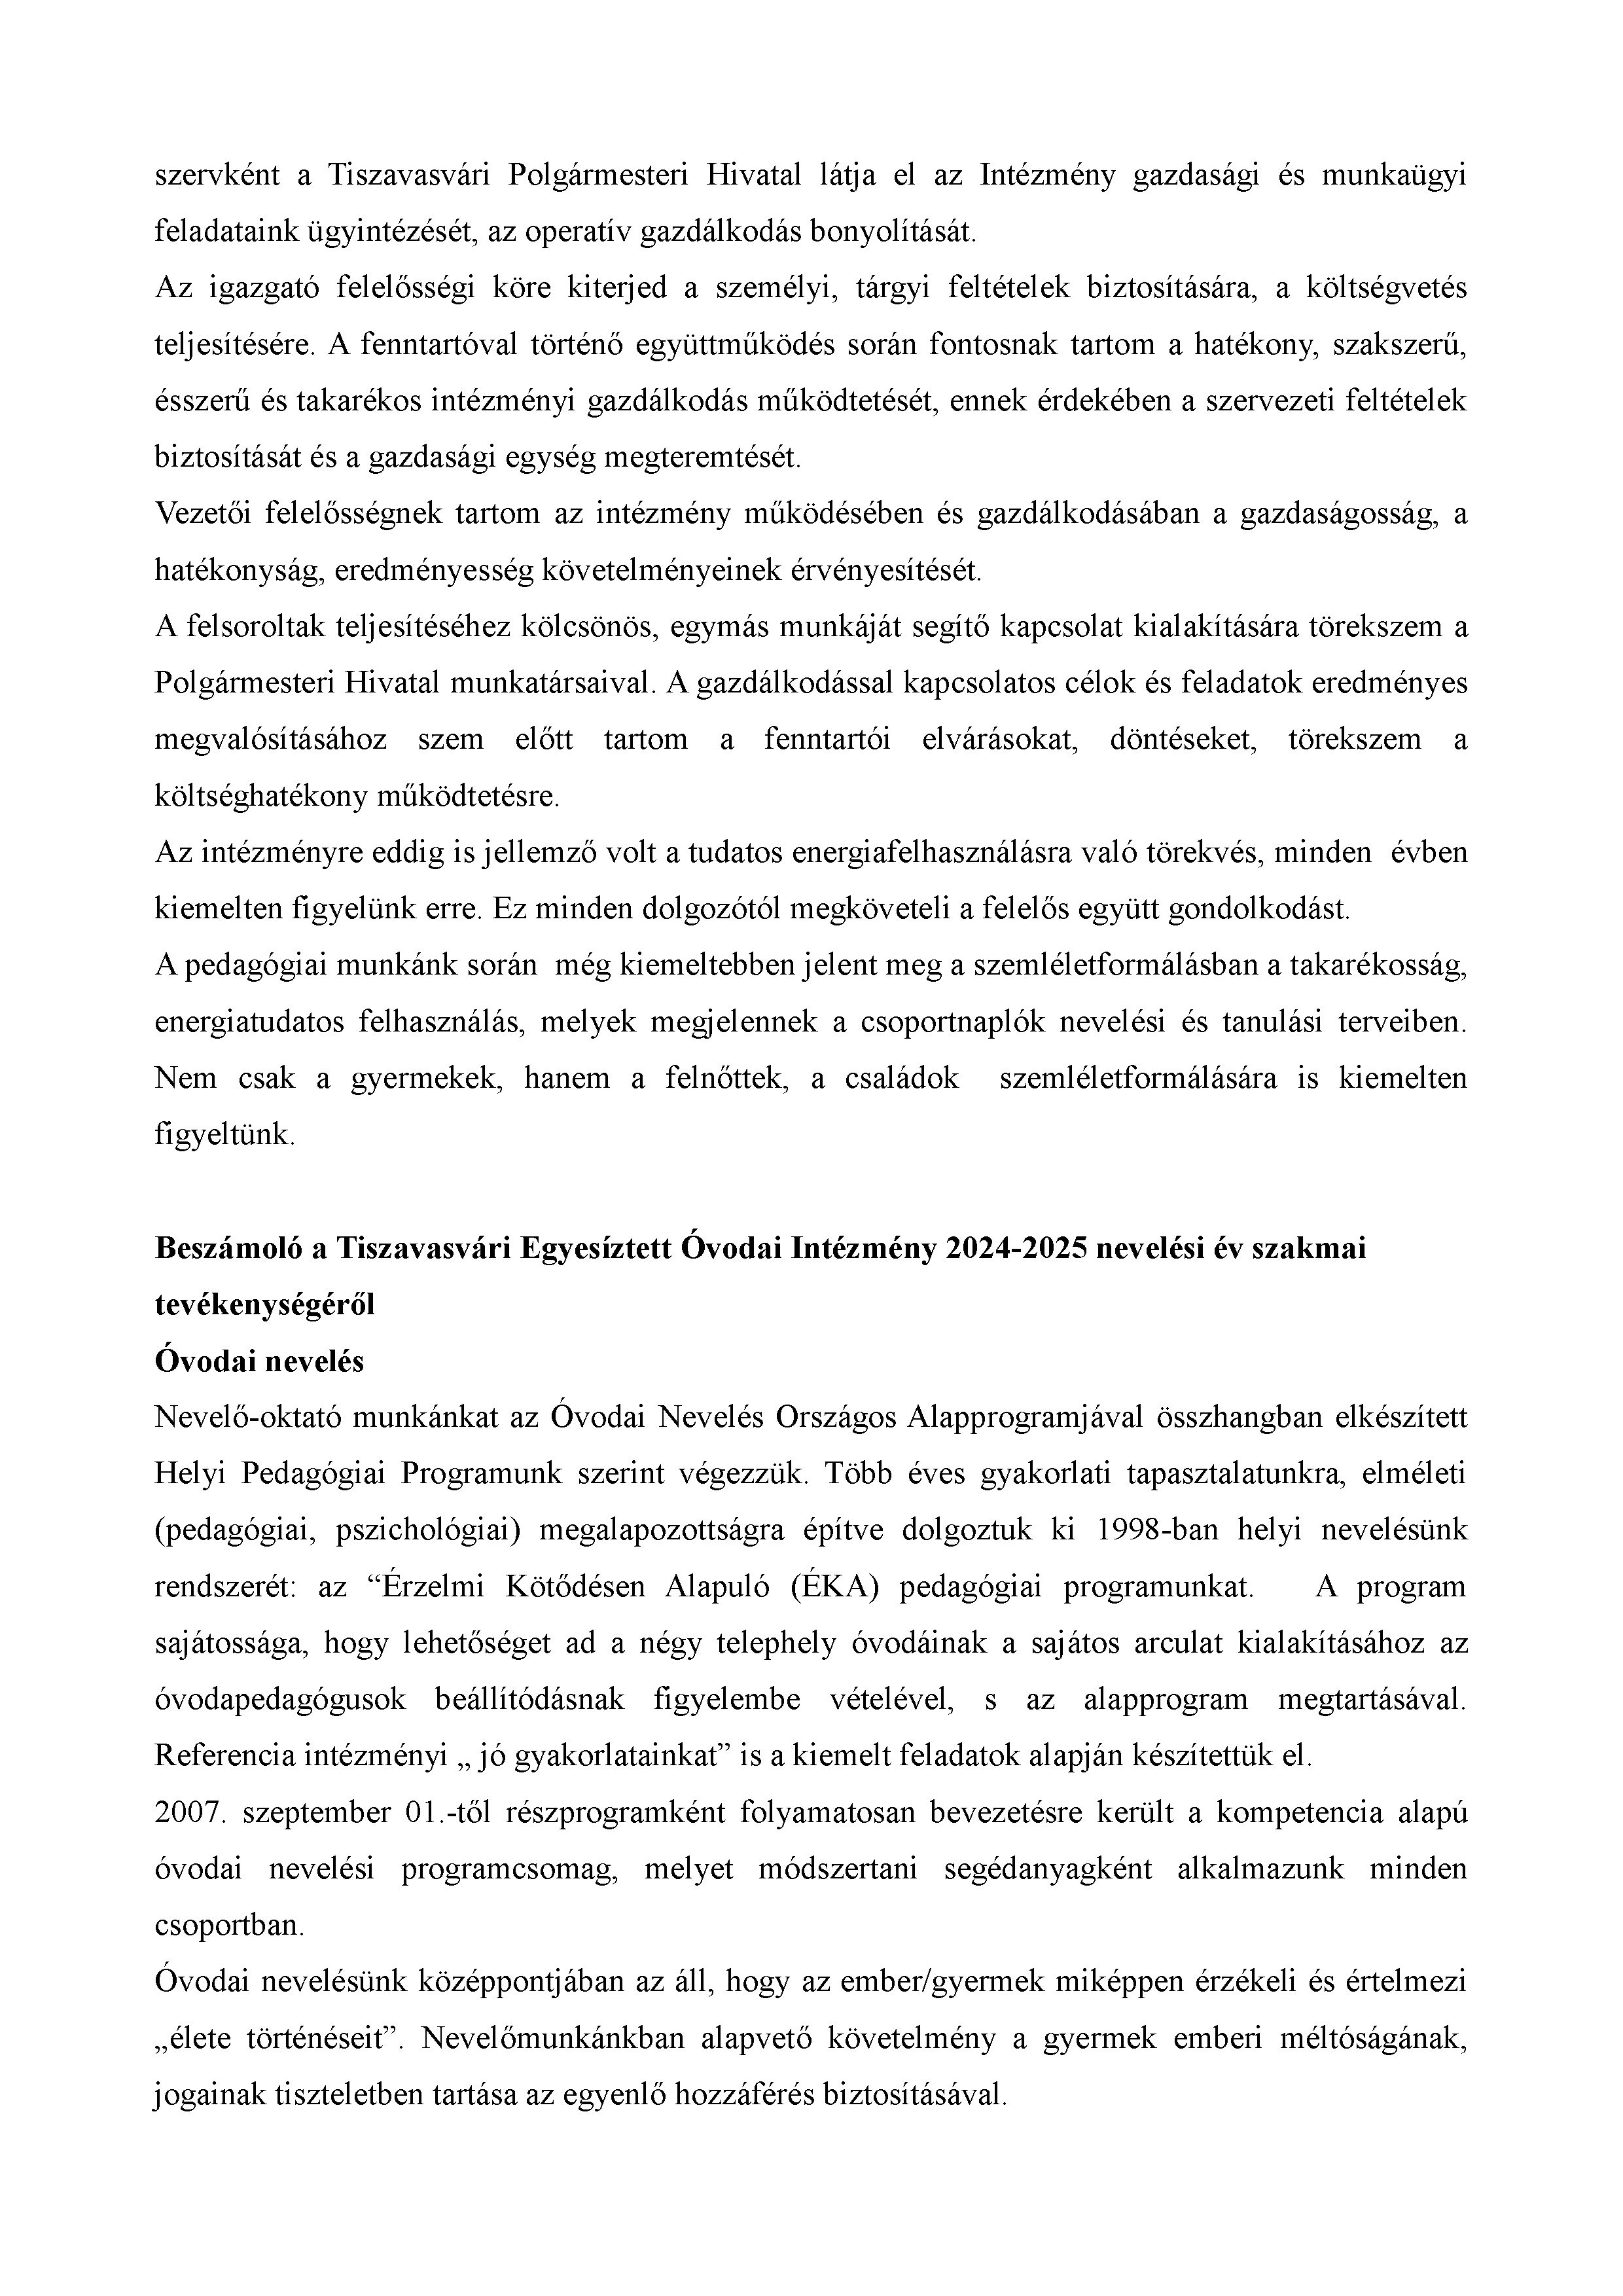 szervként a Tiszavasvári Polgármesteri Hivatal látja el az Intézmény gazdasági és munkaügyi
feladataink ügyintézését, az operatív gazdálkodás bonyolítását.
Az igazgató felelősségi köre kiterjed a személyi, tárgyi feltételek biztosítására, a költségvetés
teljesítésére. A fenntartóval történő együttműködés során fontosnak tartom a hatékony, szakszerű,
ésszerű és takarékos intézményi gazdálkodás működtetését, ennek érdekében a szervezeti feltételek
biztosítását és a gazdasági egység megteremtését.
Vezetői felelősségnek tartom az intézmény működésében és gazdálkodásában a gazdaságosság, a
hatékonyság, eredményesség követelményeinek érvényesítését.
A felsoroltak teljesítéséhez kölcsönös, egymás munkáját segítő kapcsolat kialakítására törekszem a
Polgármesteri Hivatal munkatársaival. A gazdálkodással kapcsolatos célok és feladatok eredményes
megvalósításához szem előtt tartom a fenntartói elvárásokat, döntéseket, törekszem a
költséghatékony működtetésre.
Az intézményre eddig is jellemző volt a tudatos energiafelhasználásra való törekvés, minden  évben
kiemelten figyelünk erre. Ez minden dolgozótól megköveteli a felelős együtt gondolkodást.
A pedagógiai munkánk során  még kiemeltebben jelent meg a szemléletformálásban a takarékosság,
energiatudatos felhasználás, melyek megjelennek a csoportnaplók nevelési és tanulási terveiben.
Nem csak a gyermekek, hanem a felnőttek, a családok  szemléletformálására is kiemelten
figyeltünk.
Beszámoló a Tiszavasvári Egyesíztett Óvodai Intézmény 2024-2025 nevelési év szakmai
tevékenységéről
Óvodai nevelés
Nevelő-oktató munkánkat az Óvodai Nevelés Országos Alapprogramjával összhangban elkészített
Helyi Pedagógiai Programunk szerint végezzük. Több éves gyakorlati tapasztalatunkra, elméleti
(pedagógiai, pszichológiai) megalapozottságra építve dolgoztuk ki 1998-ban helyi nevelésünk
rendszerét: az “Érzelmi Kötődésen Alapuló (ÉKA) pedagógiai programunkat.   A program
sajátossága, hogy lehetőséget ad a négy telephely óvodáinak a sajátos arculat kialakításához az
óvodapedagógusok beállítódásnak figyelembe vételével, s az alapprogram megtartásával.
Referencia intézményi „ jó gyakorlatainkat” is a kiemelt feladatok alapján készítettük el.
2007. szeptember 01.-től részprogramként folyamatosan bevezetésre került a kompetencia alapú
óvodai nevelési programcsomag, melyet módszertani segédanyagként alkalmazunk minden
csoportban.
Óvodai nevelésünk középpontjában az áll, hogy az ember/gyermek miképpen érzékeli és értelmezi
„élete történéseit”. Nevelőmunkánkban alapvető követelmény a gyermek emberi méltóságának,
jogainak tiszteletben tartása az egyenlő hozzáférés biztosításával.